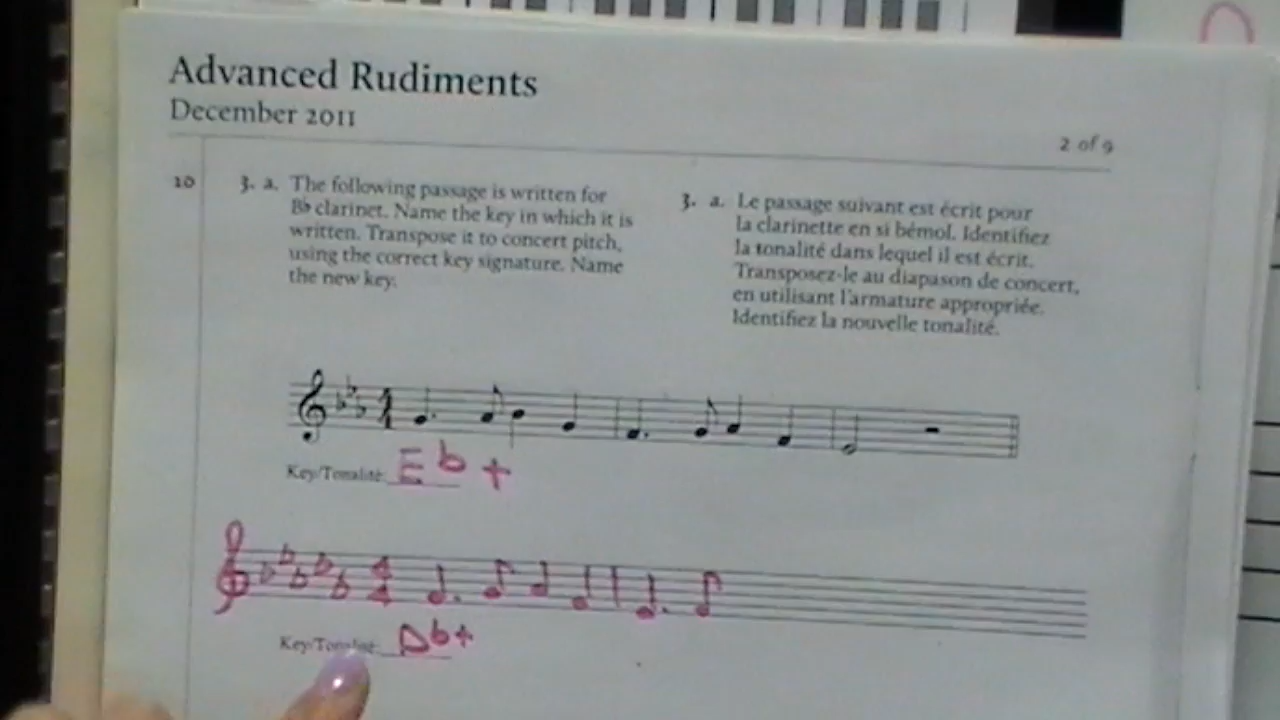 Advanced Rudiments
December 2011
2 of 9
10
3. a. The following passage is written for
B♭ clarinet. Name the key in which it is
written. Transpose it to concert pitch,
using the correct key signature. Name
the new key.
3. a. Le passage suivant est écrit pour
la clarinette en si bémol. Identifiez
la tonalité dans lequel il est écrit.
Transposez-le au diapason de concert,
en utilisant l'armature appropriée.
Identifiez la nouvelle tonalité.
Key/Tonalité: E♭+
4
4
Key/Tonalité: D♭+